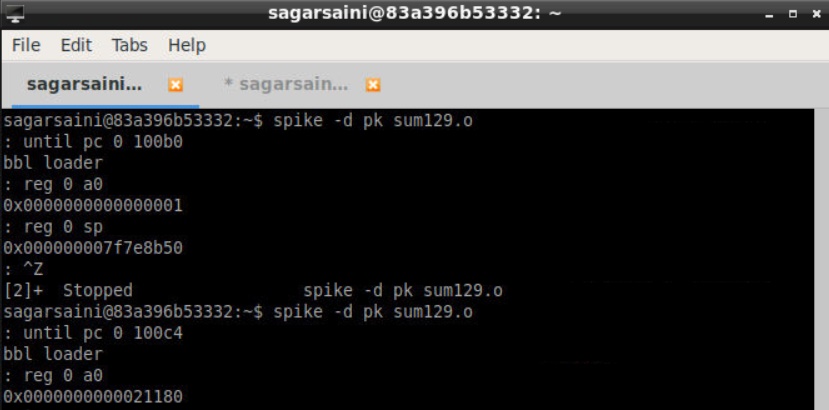 sagarsaini@83a396b53332: ~
File Edit Tabs Help
sagarsaini... * sagarsain...
sagarsaini@83a396b53332:~$ spike -d pk sum129.o
: until pc 0 100b0
bbl loader
: reg 0 a0
0x0000000000000001
: reg 0 sp
0x000000007f7e8b50
: ^Z
[2]+  Stopped                 spike -d pk sum129.o
sagarsaini@83a396b53332:~$ spike -d pk sum129.o
: until pc 0 100c4
bbl loader
: reg 0 a0
0x0000000000021180